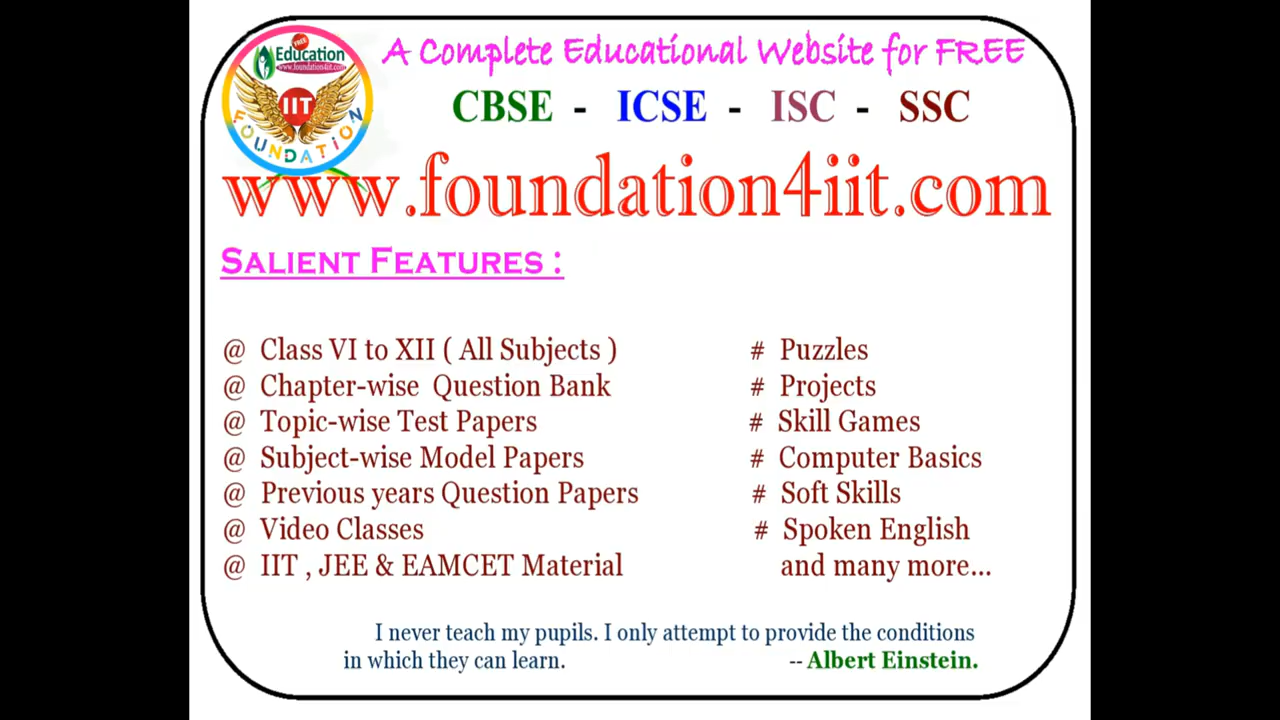 FREE
Education
www.foundation4iit.com
IIT
FOUNDATION
A Complete Educational Website for FREE
CBSE - ICSE - ISC - SSC
www.foundation4iit.com
SALIENT FEATURES :
@ Class VI to XII ( All Subjects )
@ Chapter-wise Question Bank
@ Topic-wise Test Papers
@ Subject-wise Model Papers
@ Previous years Question Papers
@ Video Classes
@ IIT , JEE & EAMCET Material
# Puzzles
# Projects
# Skill Games
# Computer Basics
# Soft Skills
# Spoken English
and many more...
I never teach my pupils. I only attempt to provide the conditions
in which they can learn. -- Albert Einstein.